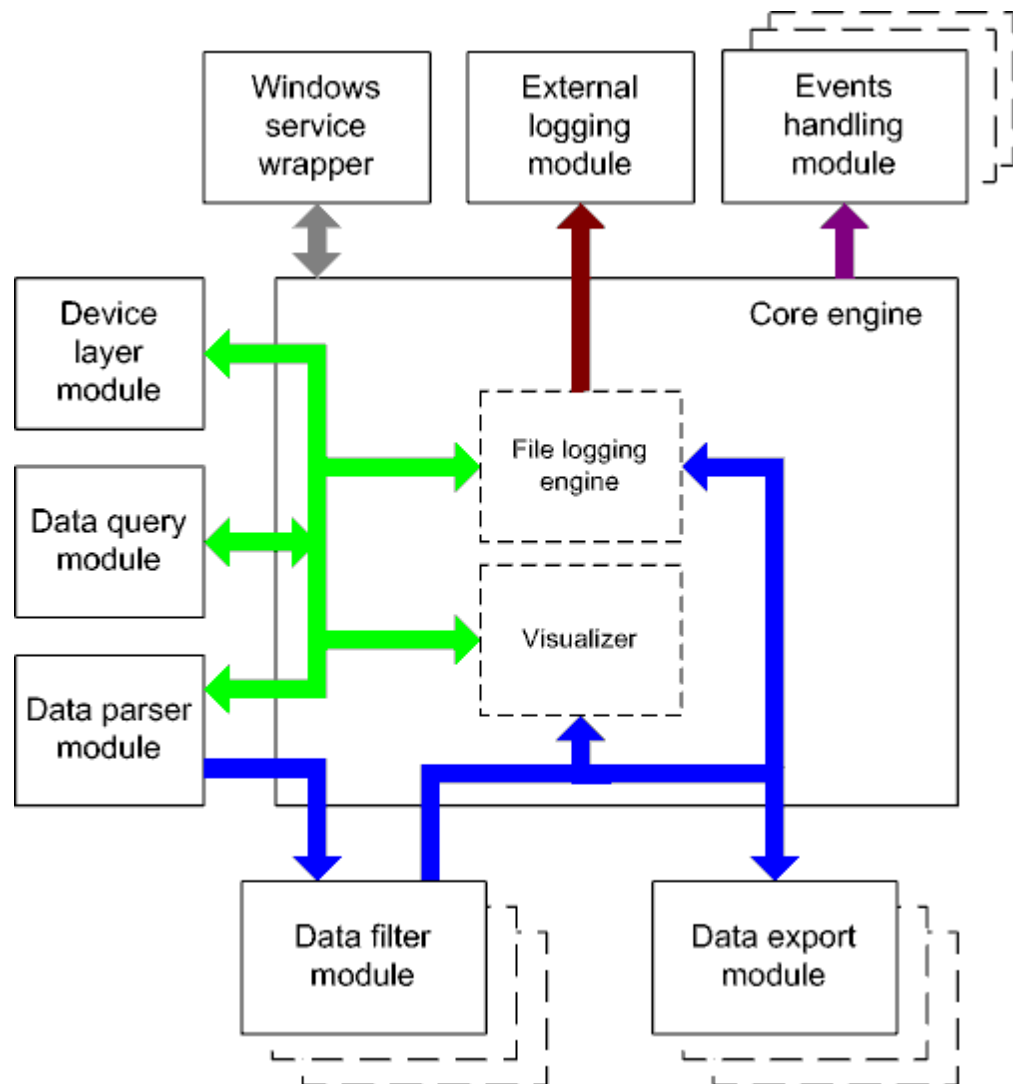 Windows
service
wrapper
External
logging
module
Events
handling
module
Device
layer
module
Core engine
File logging
engine
Data query
module
Visualizer
Data parser
module
Data filter
module
Data export
module